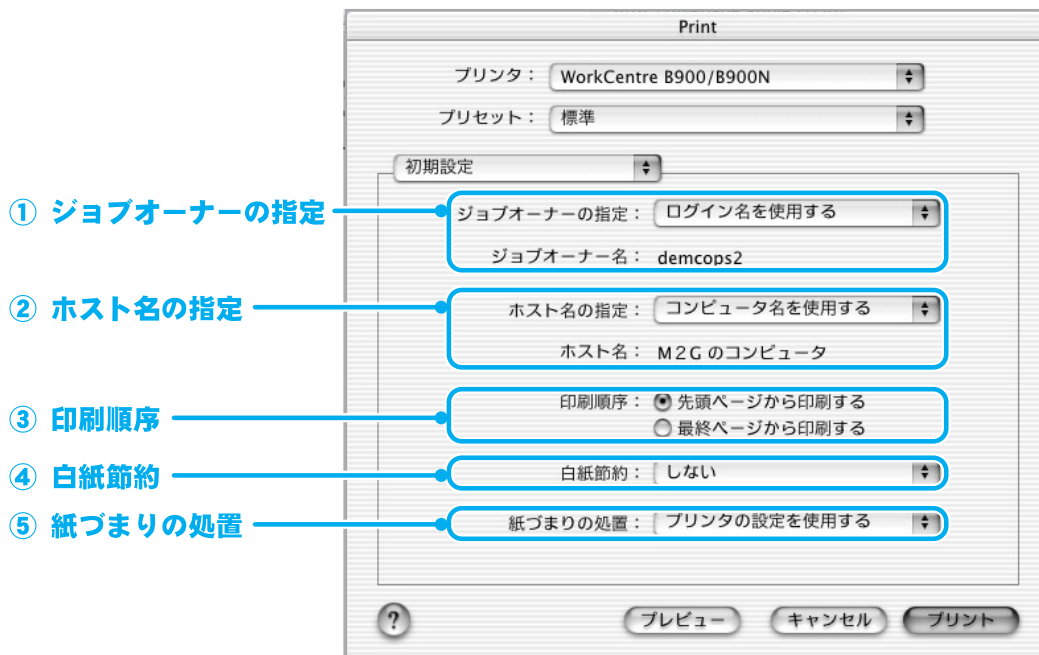 Print
プリンタ： WorkCentre B900/B900N
プリセット： 標準
初期設定
① ジョブオーナーの指定
ジョブオーナーの指定： ログイン名を使用する
ジョブオーナー名： demcops2
② ホスト名の指定
ホスト名の指定： コンピュータ名を使用する
ホスト名： M2G のコンピュータ
③ 印刷順序
印刷順序： 先頭ページから印刷する
最終ページから印刷する
④ 白紙節約
白紙節約： しない
⑤ 紙づまりの処置
紙づまりの処置： プリンタの設定を使用する
? プレビュー キャンセル プリント